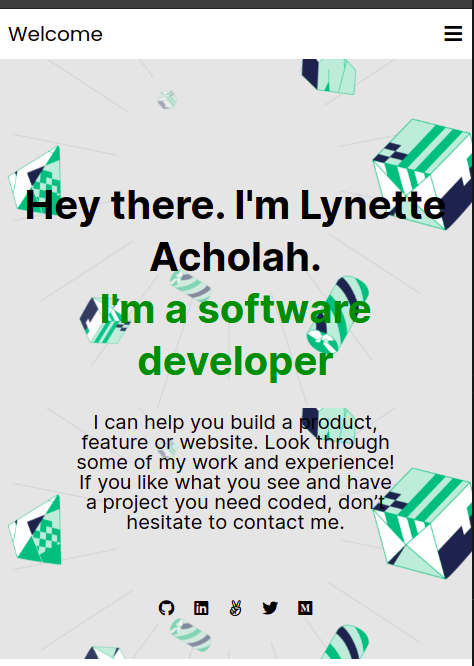 Welcome
Hey there. I'm Lynette
Acholah.
I'm a software
developer
I can help you build a product,
feature or website. Look through
some of my work and experience!
If you like what you see and have
a project you need coded, don't
hesitate to contact me.